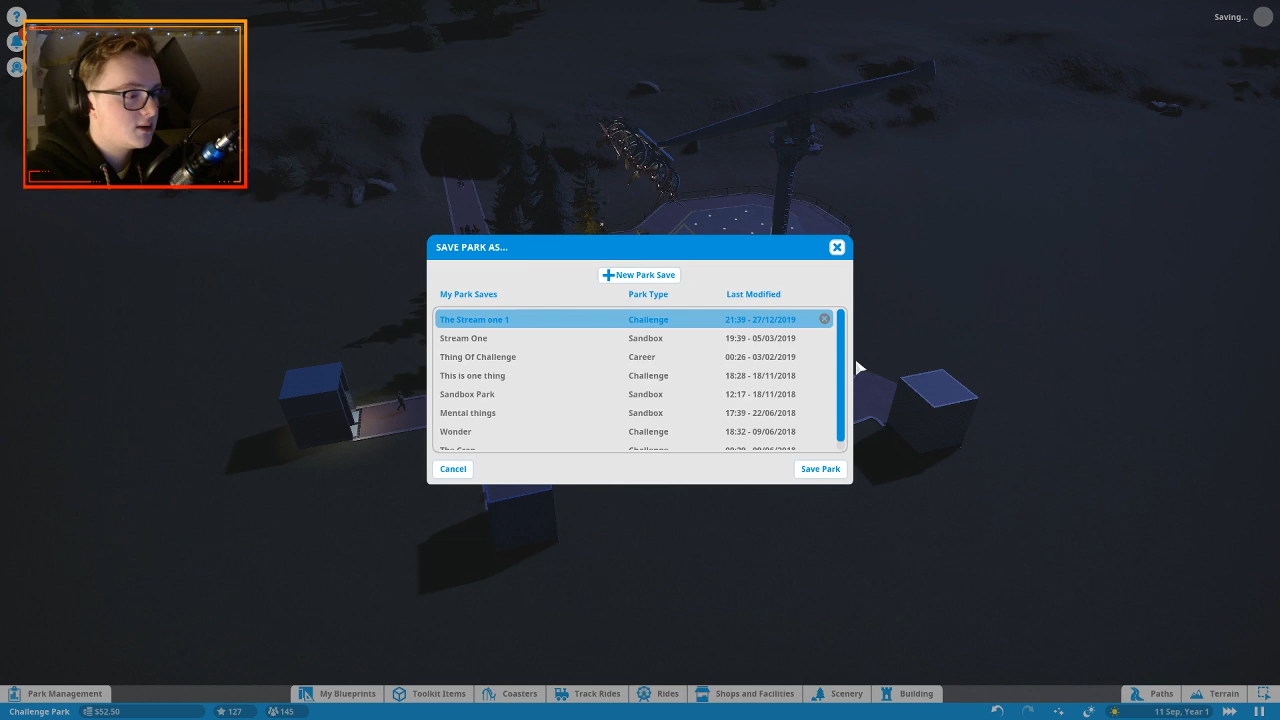 Saving...
SAVE PARK AS...
New Park Save
My Park Saves Park Type Last Modified
The Stream one 1 Challenge 21:39 - 27/12/2019
Stream One Sandbox 19:39 - 05/03/2019
Thing Of Challenge Career 00:26 - 03/02/2019
This is one thing Challenge 18:28 - 18/11/2018
Sandbox Park Sandbox 12:17 - 18/11/2018
Mental things Sandbox 17:39 - 22/06/2018
Wonder Challenge 18:32 - 09/06/2018
Cancel Save Park
Park Management My Blueprints Toolkit Items Coasters Track Rides Rides Shops and Facilities Scenery Building Paths Terrain
Challenge Park $52.50 127 145 11 Sep, Year 1